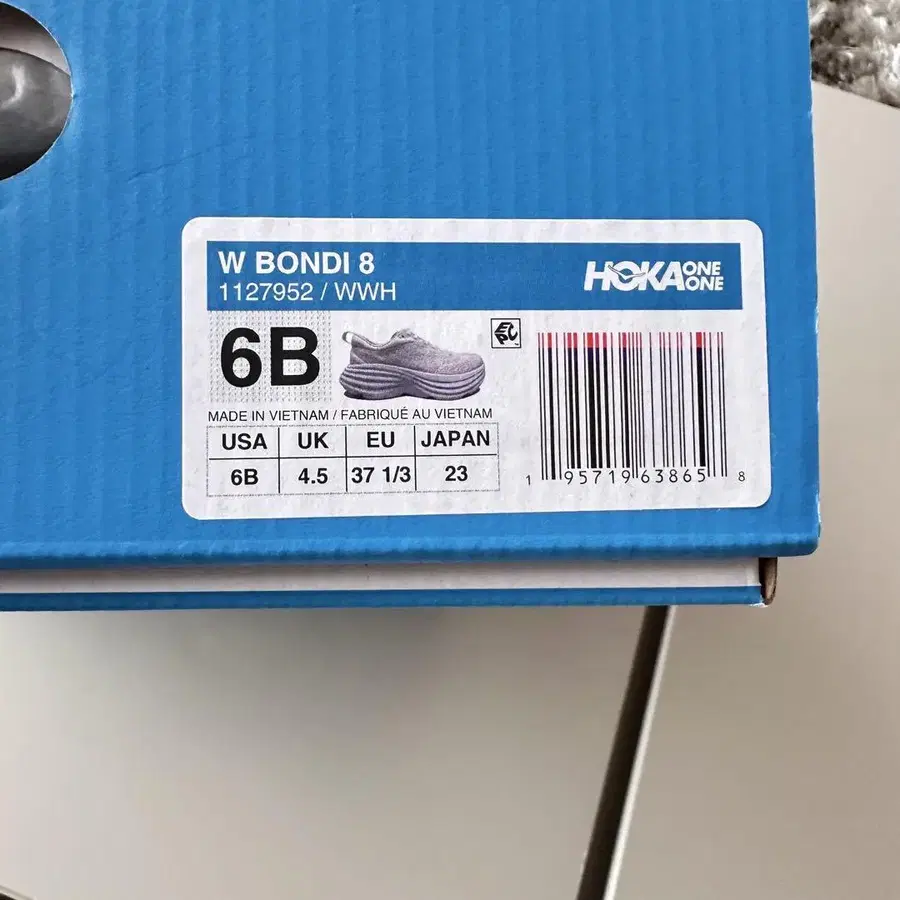 W BONDI 8
1127952 / WWH
HOKA ONE ONE
6B
EPC
MADE IN VIETNAM / FABRIQUÉ AU VIETNAM
USA UK EU JAPAN
6B 4.5 37 1/3 23
1 95719 63865 8